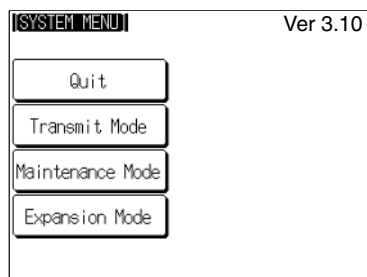 [SYSTEM MENU] Ver 3.10
Quit
Transmit Mode
Maintenance Mode
Expansion Mode